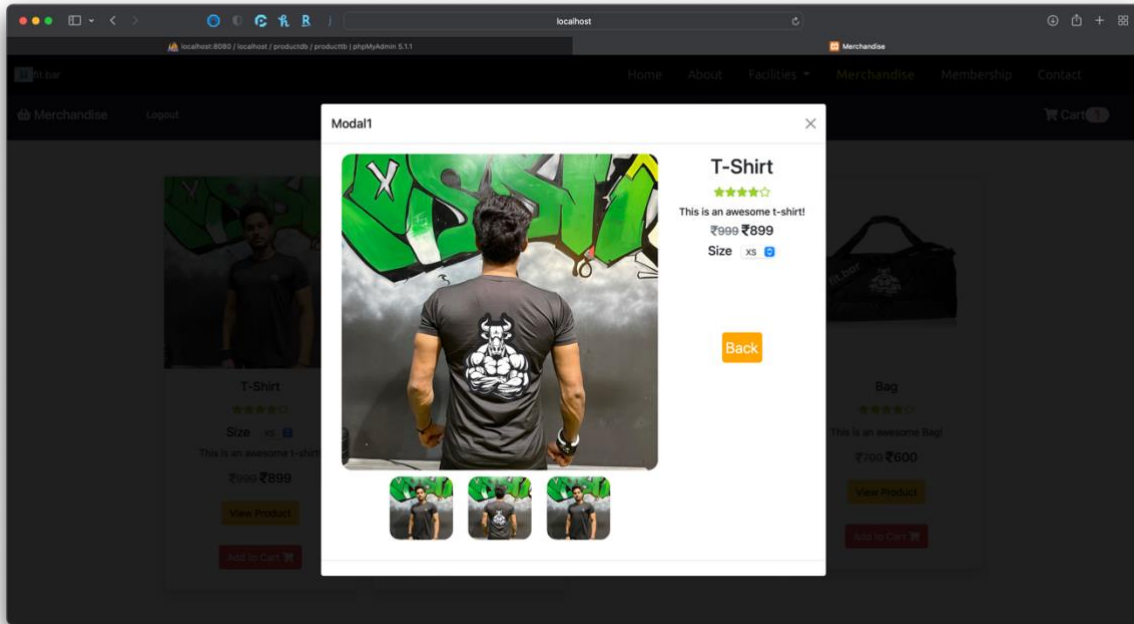 localhost
localhost:8080 / localhost / productdb / producttb | phpMyAdmin 5.1.1
Merchandise
fit.bar
Home About Facilities Merchandise Membership Contact
Merchandise Logout Cart 1
Modal1
T-Shirt
This is an awesome t-shirt!
₹999 ₹899
Size XS
Back
T-Shirt
Size XS
This is an awesome t-shirt
₹999 ₹899
View Product
Add to Cart
fit.bar
Bag
This is an awesome Bag!
₹700 ₹600
View Product
Add to Cart